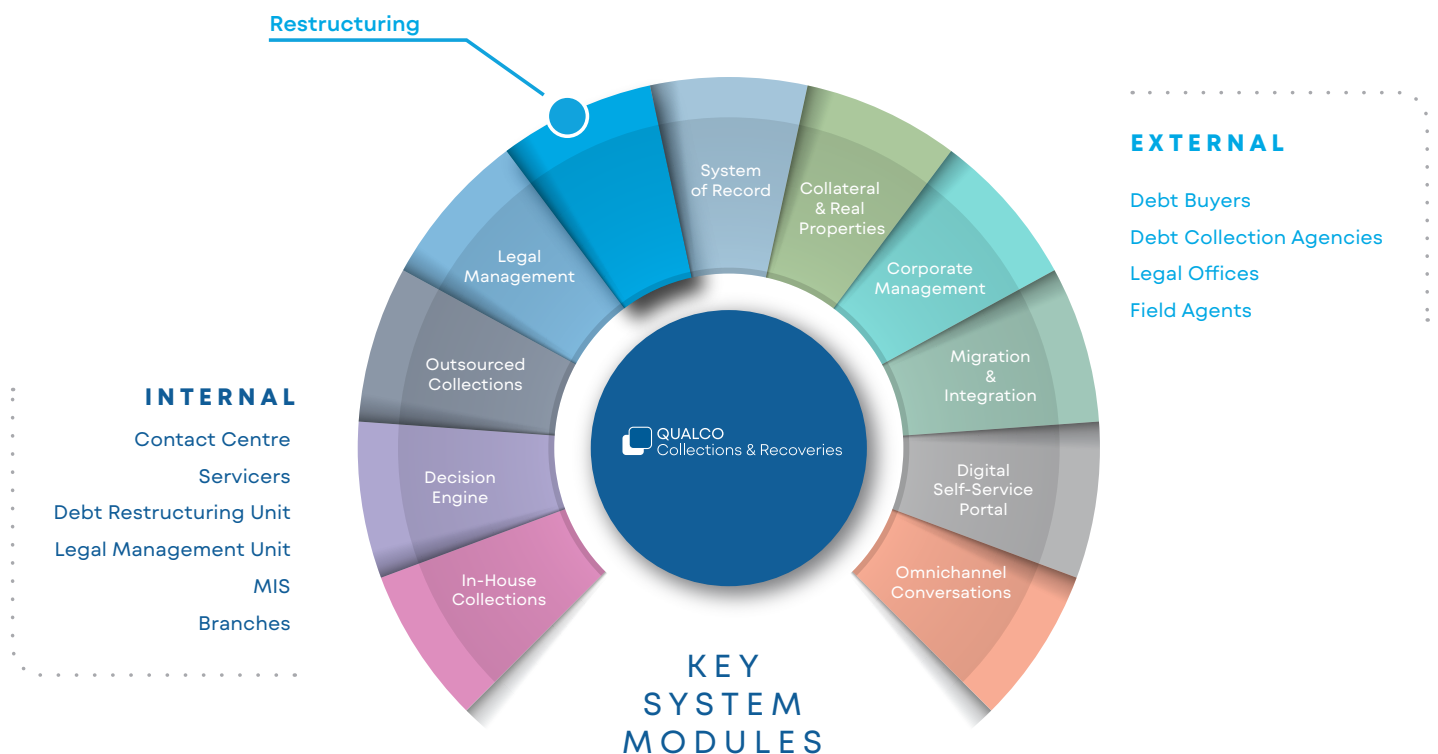 Restructuring
System
of Record
Collateral
& Real
Properties
Legal
Management
Corporate
Management
Outsourced
Collections
Migration
&
Integration
Decision
Engine
Digital
Self-Service
Portal
In-House
Collections
Omnichannel
Conversations
QUALCO
Collections & Recoveries
KEY
SYSTEM
MODULES
INTERNAL
Contact Centre
Servicers
Debt Restructuring Unit
Legal Management Unit
MIS
Branches
EXTERNAL
Debt Buyers
Debt Collection Agencies
Legal Offices
Field Agents